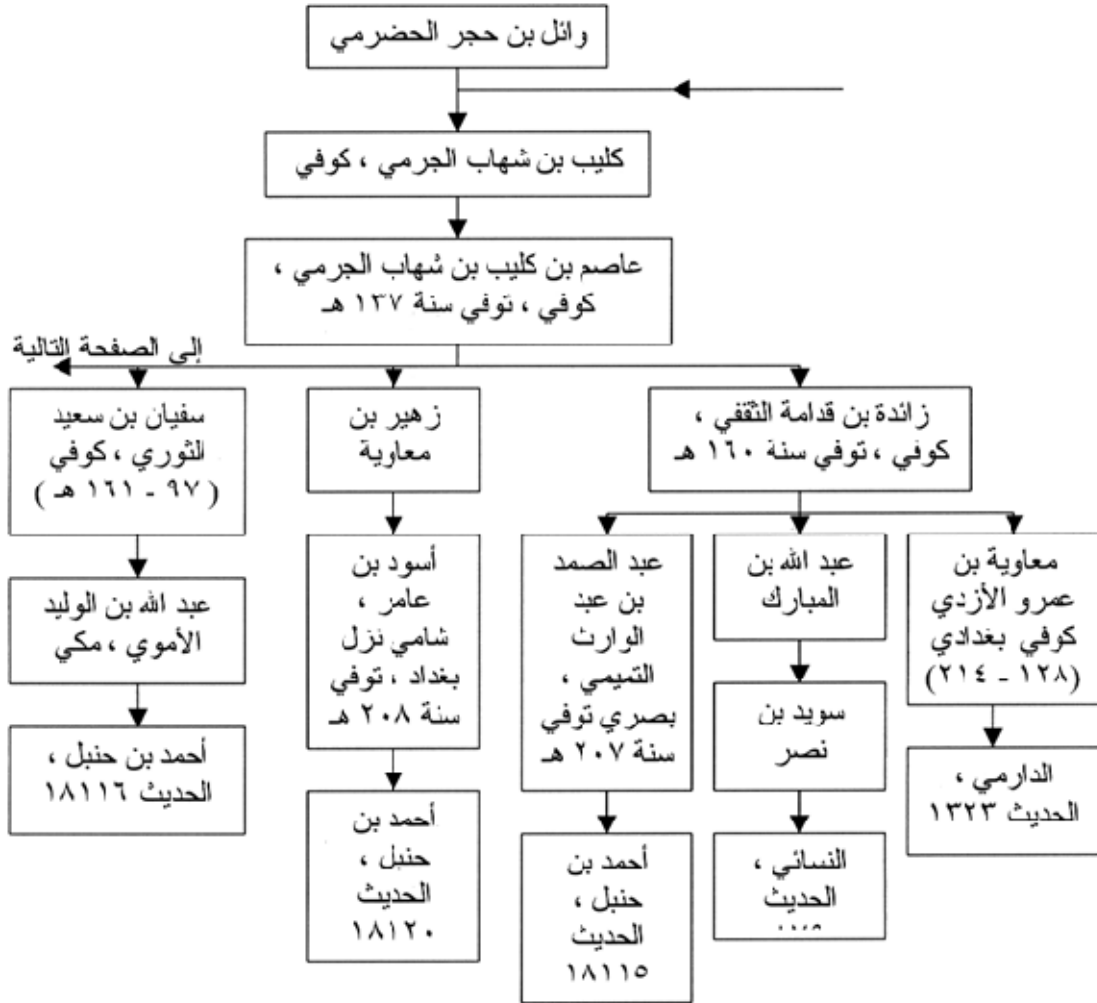 وائل بن حجر الحضرمي
كليب بن شهاب الجرمي ، كوفي
عاصم بن كليب بن شهاب الجرمي ،
كوفي ، توفي سنة ١٣٧ هـ
إلى الصفحة التالية
زائدة بن قدامة الثقفي ،
كوفي ، توفي سنة ١٦٠ هـ
زهير بن
معاوية
سفيان بن سعيد
الثوري ، كوفي
( ٩٧ - ١٦١ هـ )
معاوية بن
عمرو الأزدي
كوفي بغدادي
(١٢٨ - ٢١٤)
عبد الله بن
المبارك
عبد الصمد
بن عبد
الوارث
التميمي ،
بصري توفي
سنة ٢٠٧ هـ
أسود بن
عامر ،
شامي نزل
بغداد ، توفي
سنة ٢٠٨ هـ
عبد الله بن الوليد
الأموي ، مكي
سويد بن
نصر
الدارمي ،
الحديث ١٣٢٣
النسائي ،
الحديث
أحمد بن
حنبل ،
الحديث
١٨١١٥
أحمد بن
حنبل ،
الحديث
١٨١٢٠
أحمد بن حنبل ،
الحديث ١٨١١٦